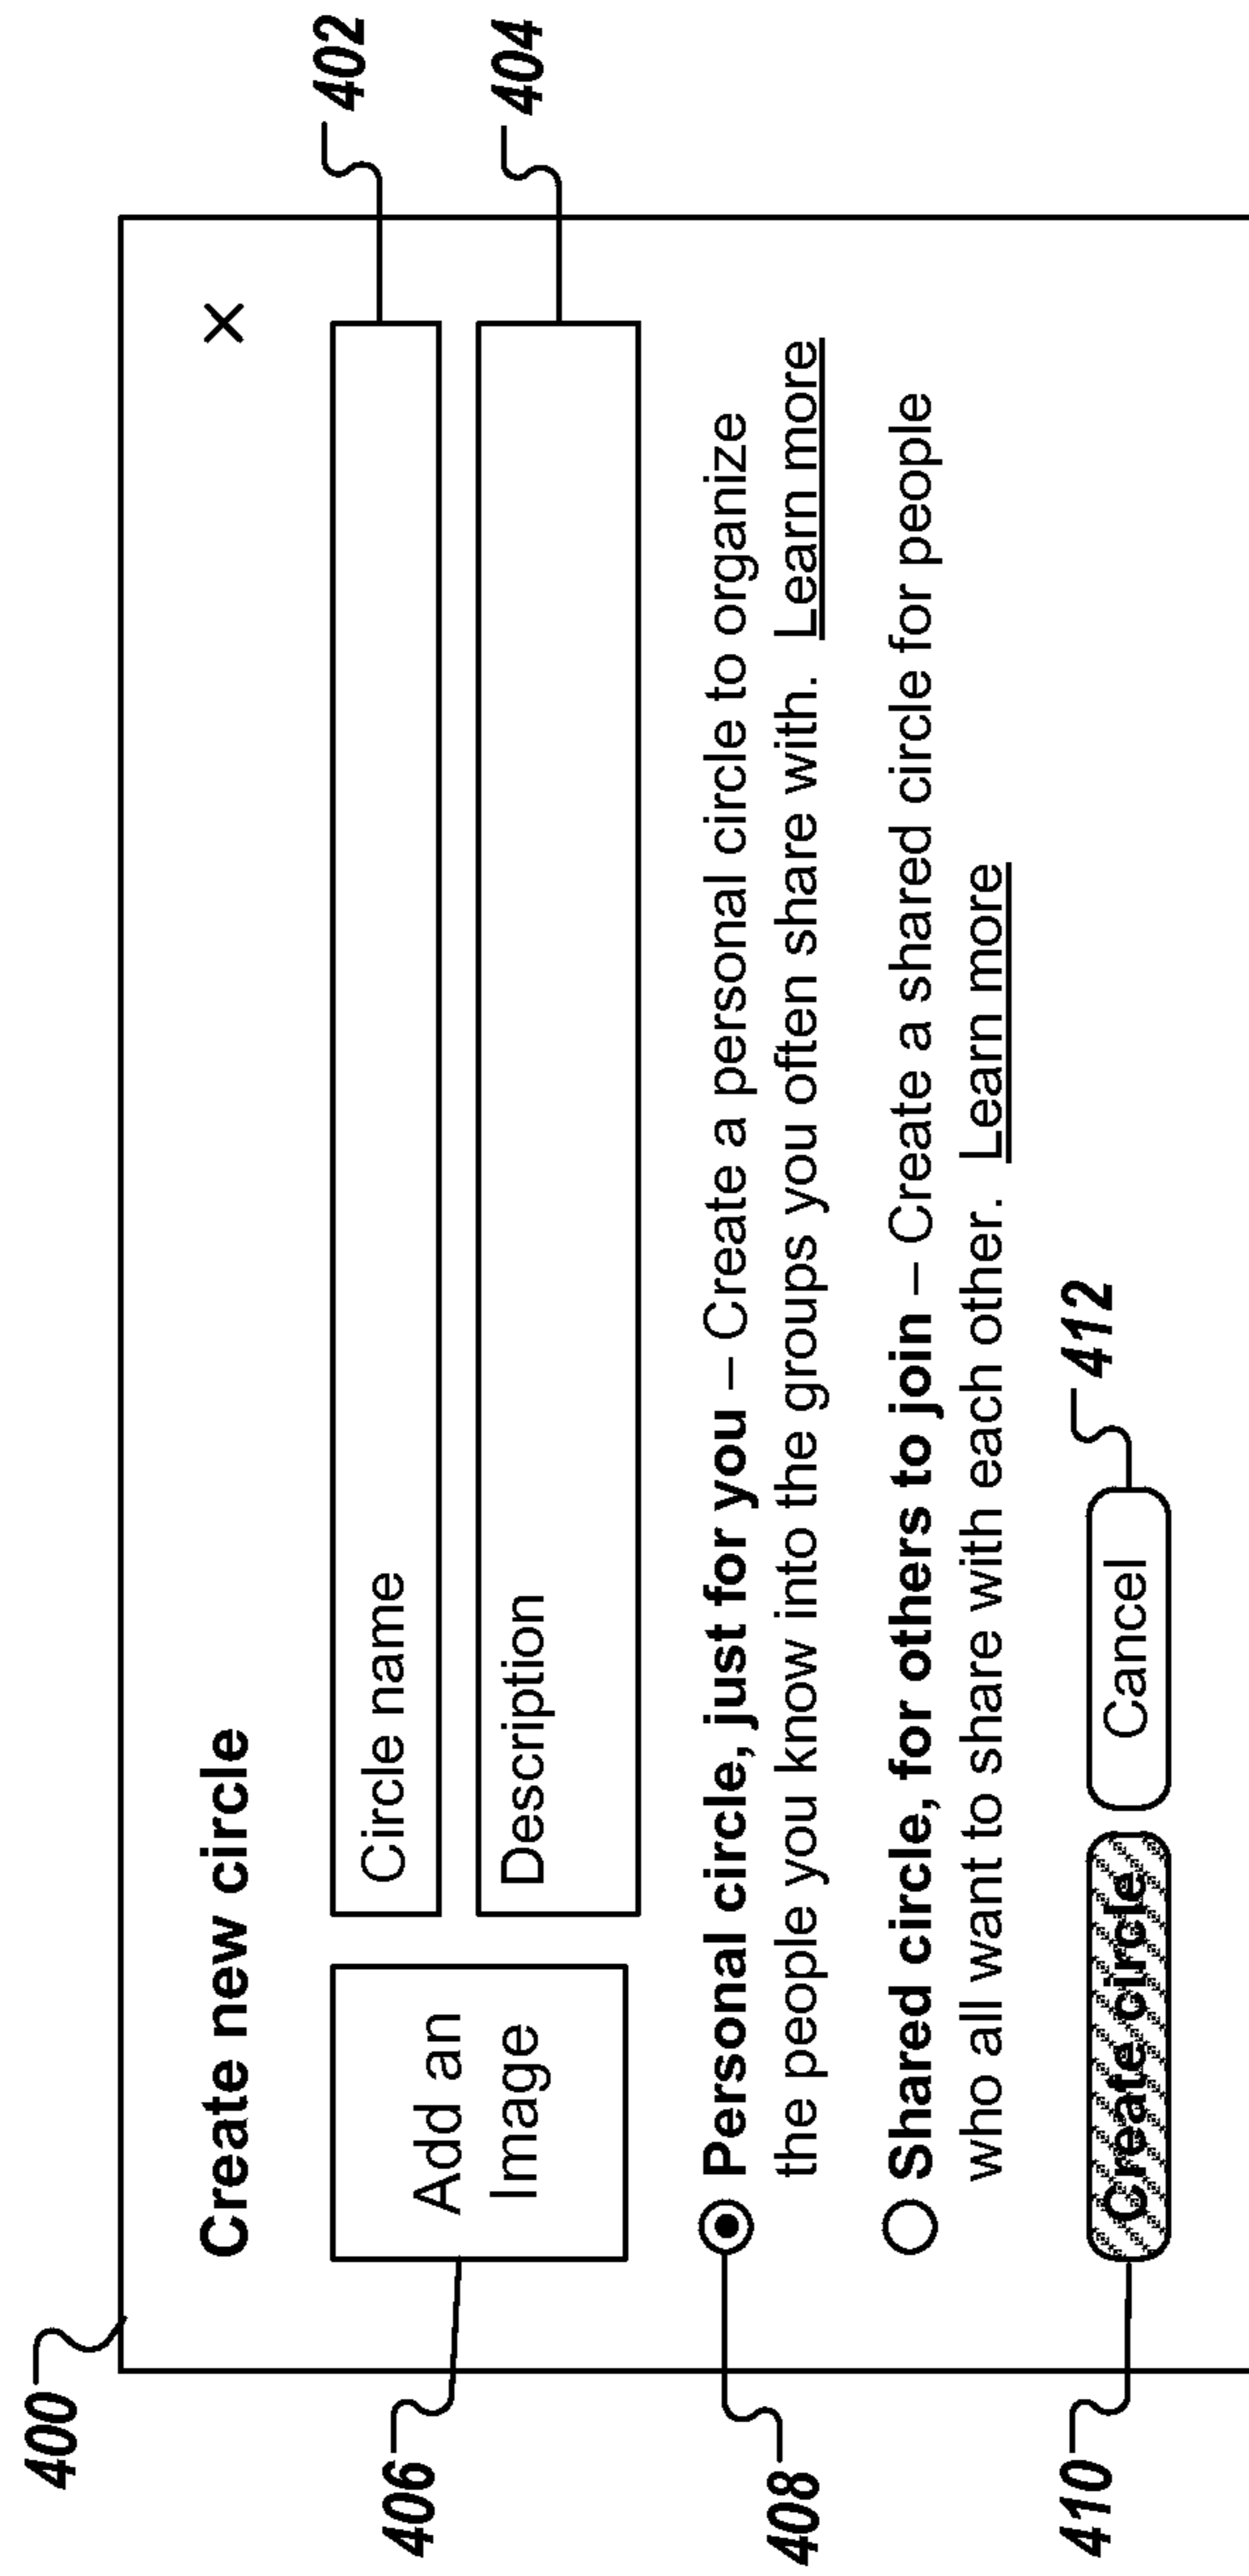 400
Create new circle
×
406
Add an
Image
Circle name
402
Description
404
408
Personal circle, just for you – Create a personal circle to organize
the people you know into the groups you often share with. Learn more
Shared circle, for others to join – Create a shared circle for people
who all want to share with each other. Learn more
410
Create circle
Cancel
412